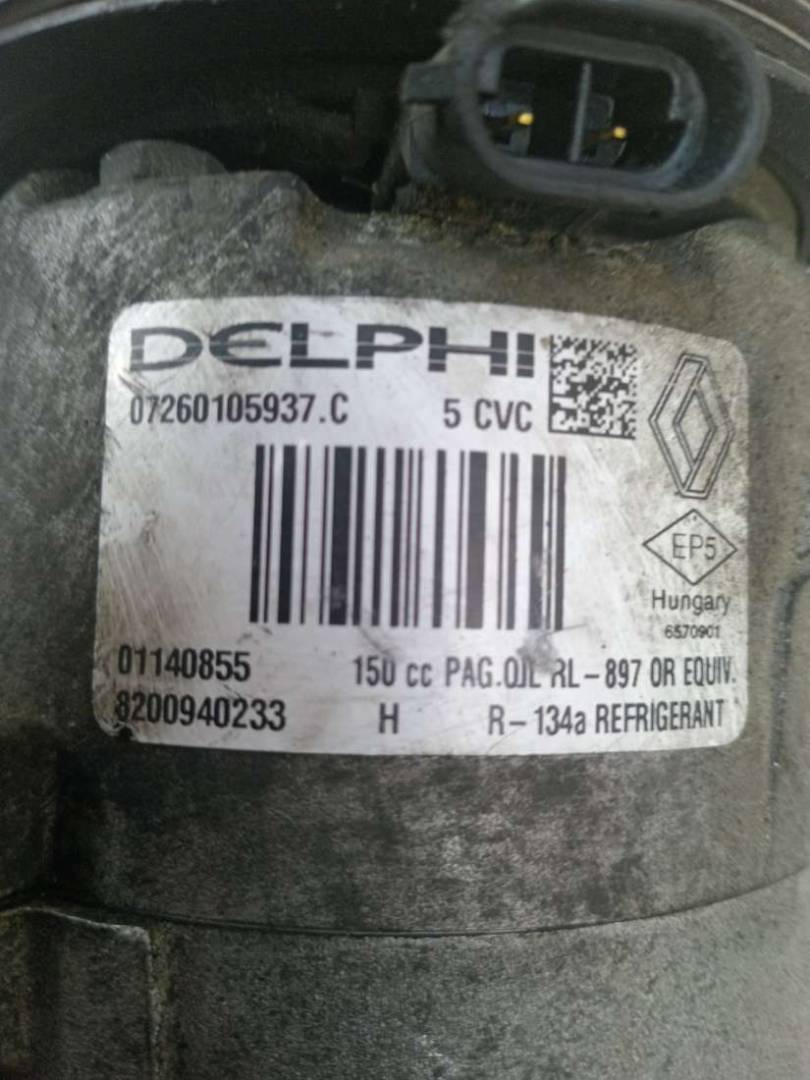 DELPHI
07260105937.C 5 CVC
EP5
Hungary
6570901
01140855 150 cc PAG.OIL RL-897 OR EQUIV.
8200940233 H R-134a REFRIGERANT